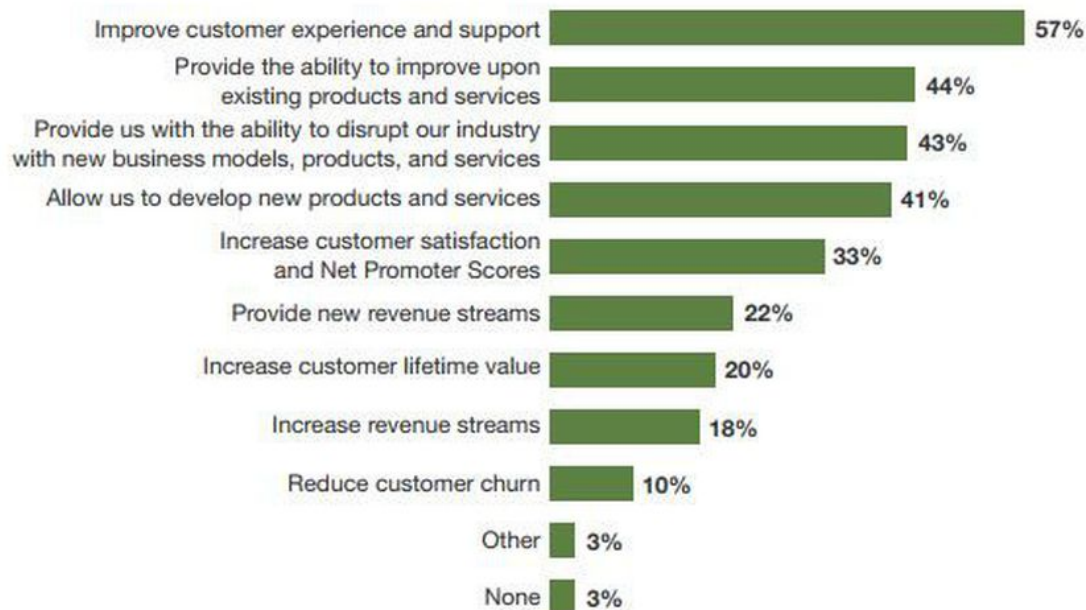 Improve customer experience and support 57%
Provide the ability to improve upon
existing products and services 44%
Provide us with the ability to disrupt our industry
with new business models, products, and services 43%
Allow us to develop new products and services 41%
Increase customer satisfaction
and Net Promoter Scores 33%
Provide new revenue streams 22%
Increase customer lifetime value 20%
Increase revenue streams 18%
Reduce customer churn 10%
Other 3%
None 3%